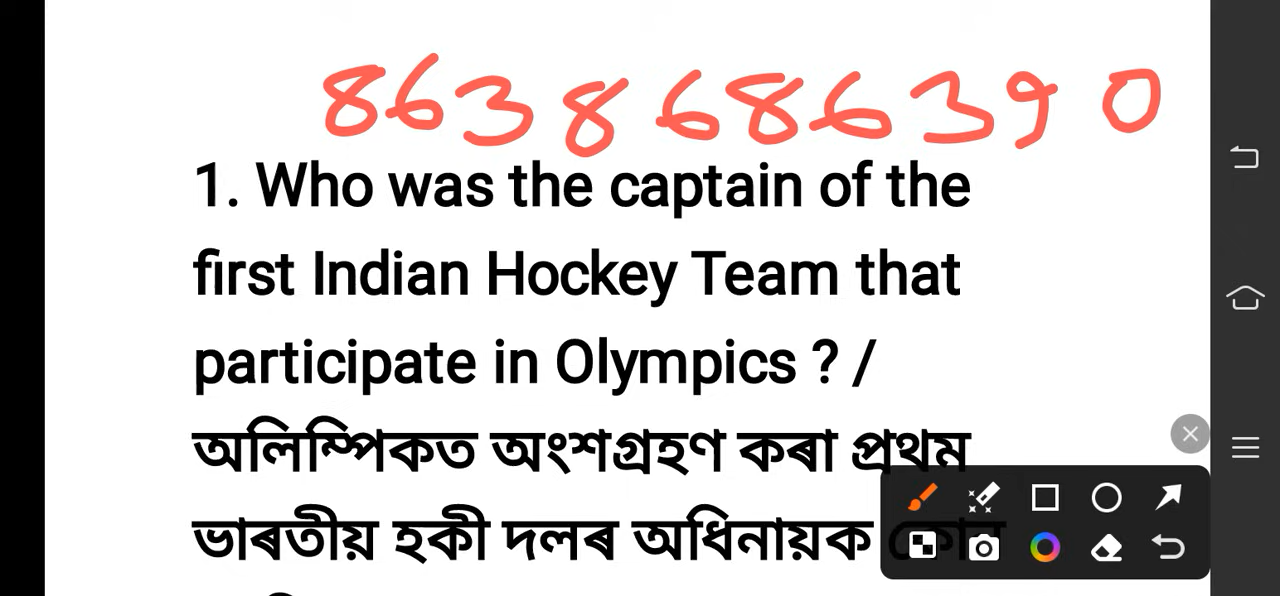 8638686390
1. Who was the captain of the
first Indian Hockey Team that
participate in Olympics ? /
অলিম্পিকত অংশগ্ৰহণ কৰা প্ৰথম
ভাৰতীয় হকী দলৰ অধিনায়ক কোন